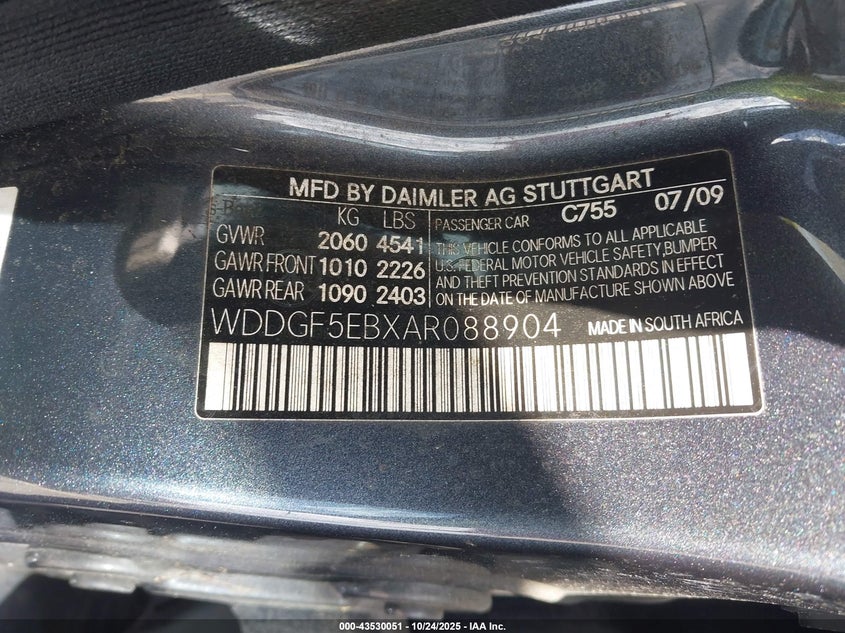 MFD BY DAIMLER AG STUTTGART
KG LBS PASSENGER CAR C755 07/09
GVWR 2060 4541 THIS VEHICLE CONFORMS TO ALL APPLICABLE
GAWR FRONT 1010 2226 U.S. FEDERAL MOTOR VEHICLE SAFETY, BUMPER
GAWR REAR 1090 2403 AND THEFT PREVENTION STANDARDS IN EFFECT
ON THE DATE OF MANUFACTURE SHOWN ABOVE
WDDGF5EBXAR088904 MADE IN SOUTH AFRICA
000-43530051 - 10/24/2025 - IAA Inc.